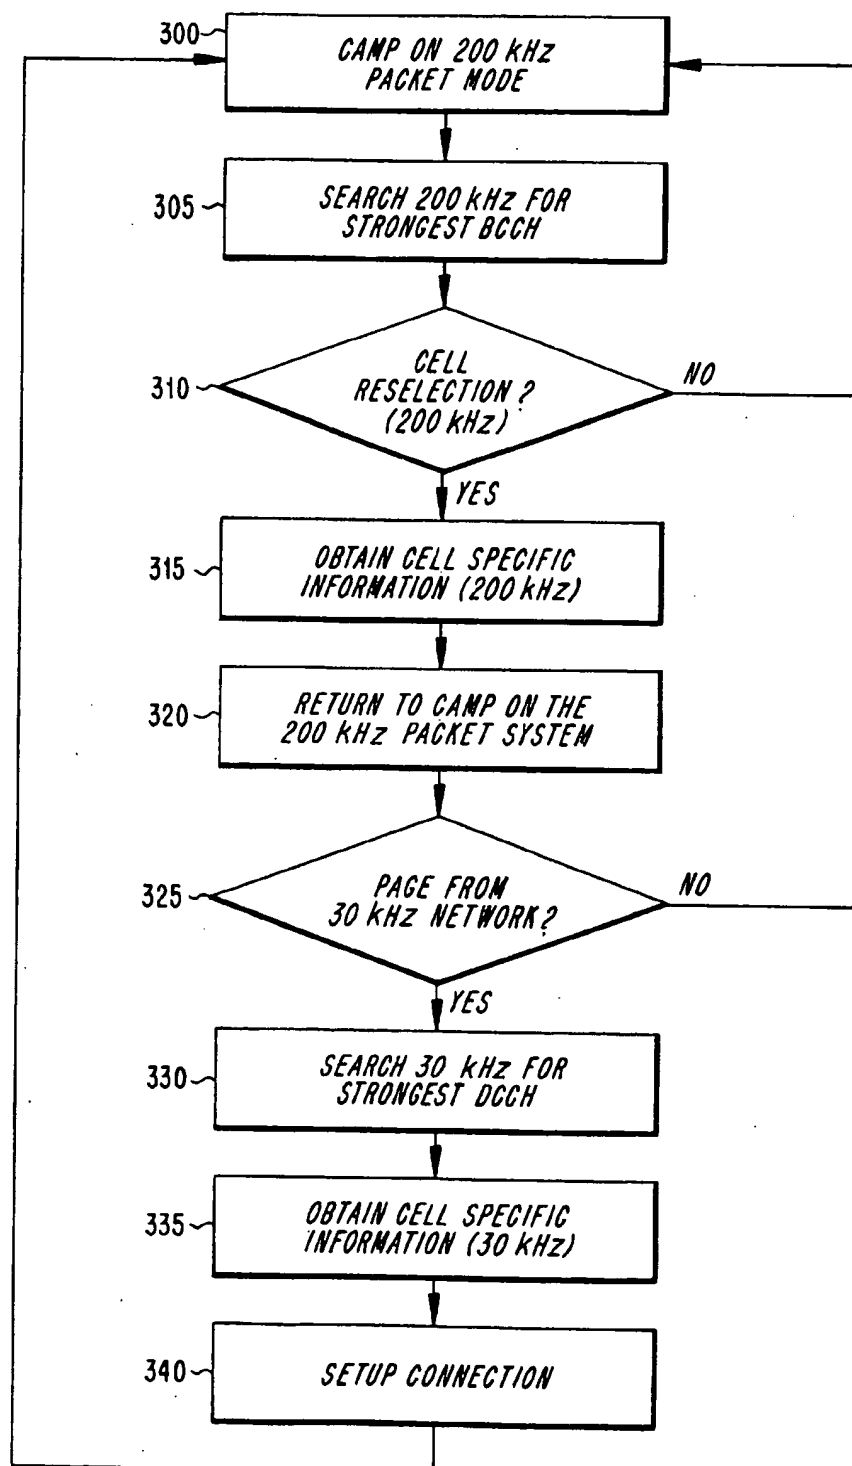 300
CAMP ON 200 kHz
PACKET MODE
305
SEARCH 200 kHz FOR
STRONGEST BCCH
310
CELL
RESELECTION?
(200 kHz)
NO
YES
315
OBTAIN CELL SPECIFIC
INFORMATION (200 kHz)
320
RETURN TO CAMP ON THE
200 kHz PACKET SYSTEM
325
PAGE FROM
30 kHz NETWORK?
NO
YES
330
SEARCH 30 kHz FOR
STRONGEST DCCH
335
OBTAIN CELL SPECIFIC
INFORMATION (30 kHz)
340
SETUP CONNECTION